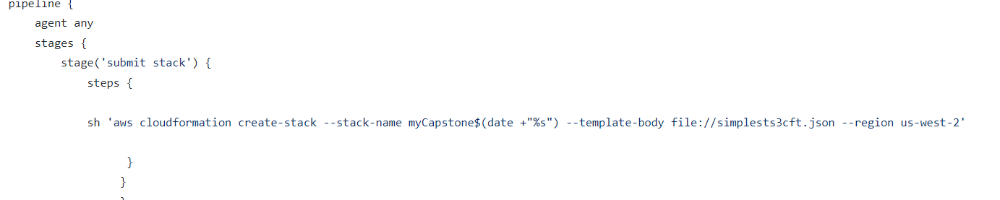 pipeline {
agent any
stages {
stage('submit stack') {
steps {
sh 'aws cloudformation create-stack --stack-name myCapstone$(date +"%s") --template-body file://simplests3cft.json --region us-west-2'
}
}
}